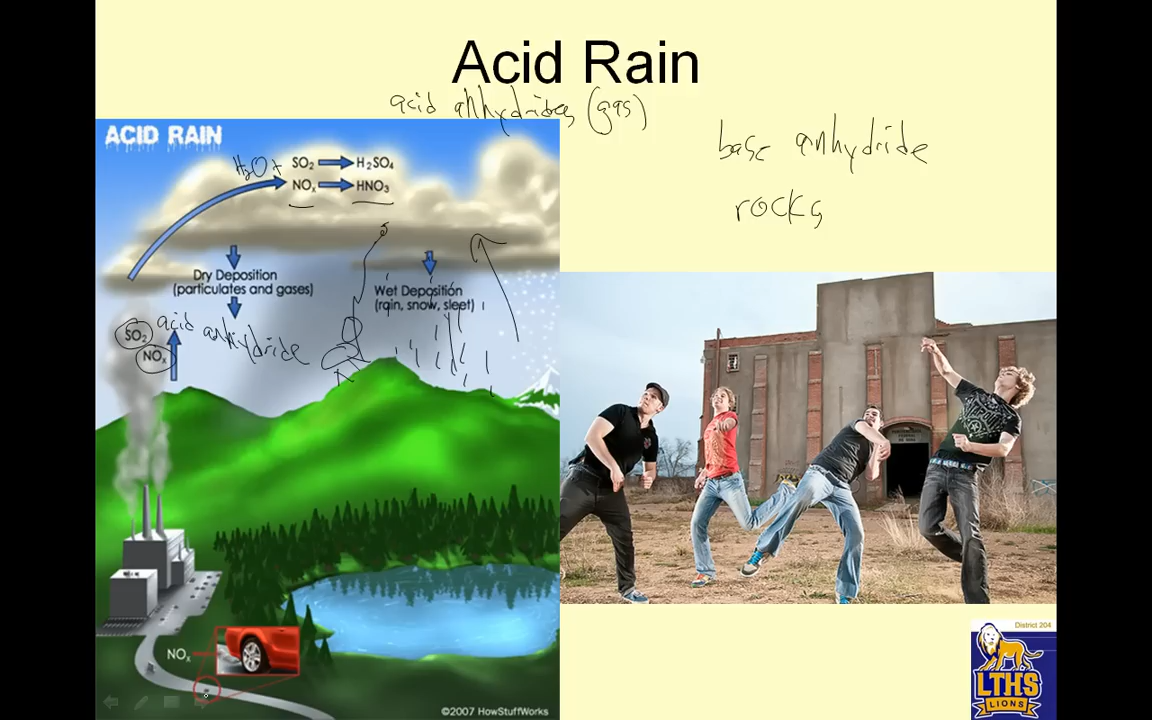 Acid Rain
acid anhydrides (gas)
base anhydride
rocks
ACID RAIN
H₂O + SO₂ H₂SO₄
NOₓ HNO₃
Dry Deposition
(particulates and gases)
Wet Deposition
(rain, snow, sleet)
SO₂ acid anhydride
NOₓ
NOₓ
©2007 HowStuffWorks
District 204
LTHS
LIONS